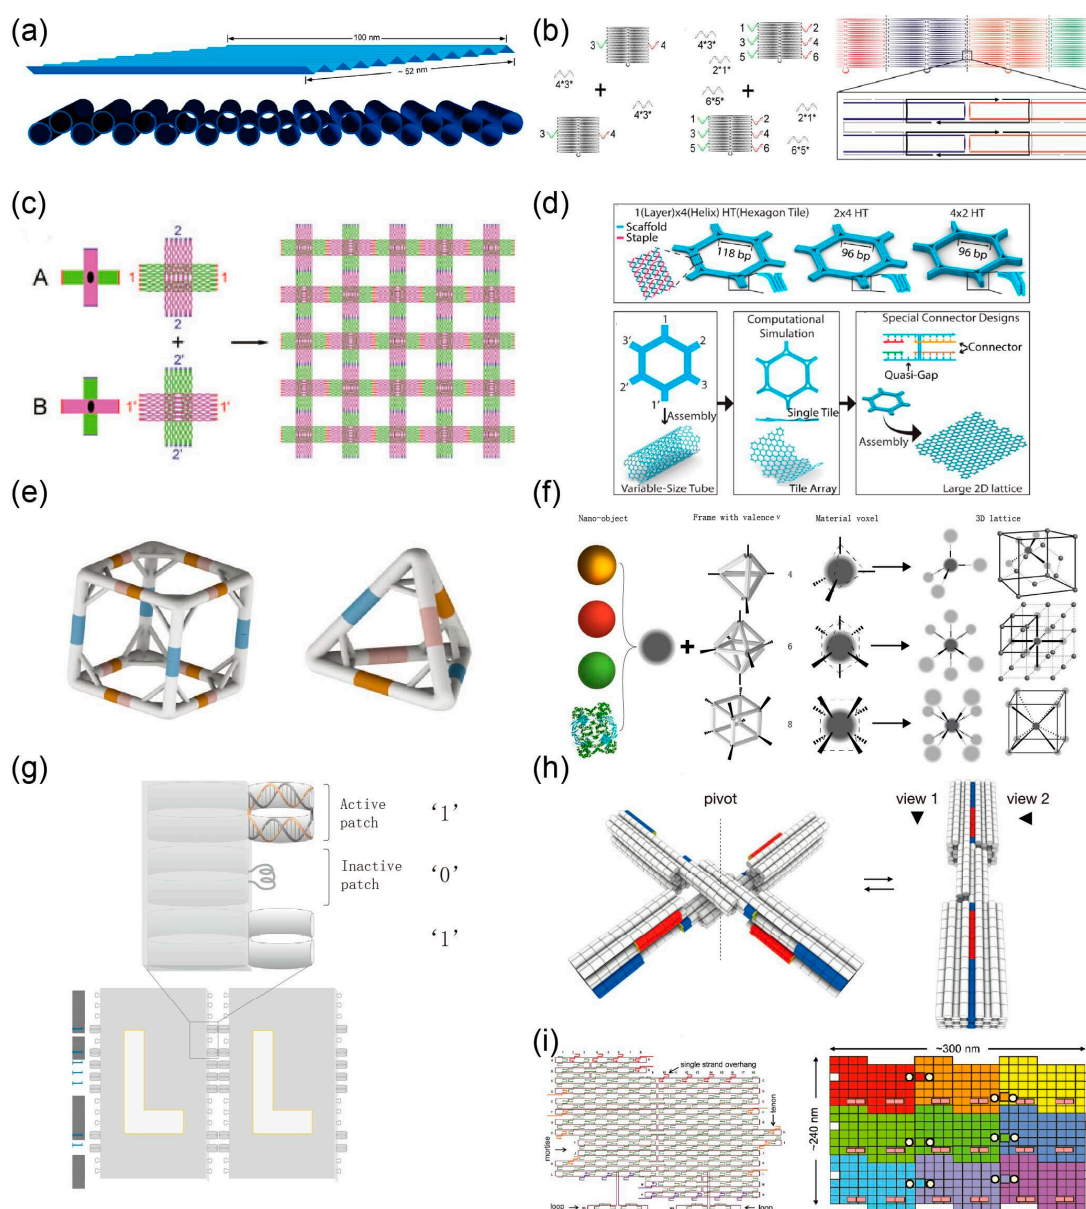 (a)
100 nm
~ 52 nm
(b)
3 4
4*3*
+
4*3*
3 4
4*3*
2*1*
6*5*
+
1 2
3 4
5 6
1 2
3 4
5 6
2*1*
6*5*
(c)
A
1 1
2
2
+
B
1' 1'
2'
2'
(d)
1(Layer)x4(Helix) HT(Hexagon Tile)
2x4 HT
4x2 HT
Scaffold
Staple
118 bp
96 bp
96 bp
1
2
3
1'
2'
3'
Assembly
Variable-Size Tube
Computational
Simulation
Single Tile
Tile Array
Special Connector Designs
Connector
Quasi-Gap
Assembly
Large 2D lattice
(e)
(f)
Nano-object
Frame with valence v
Material voxel
3D lattice
+
4
6
8
(g)
Active
patch
‘1’
Inactive
patch
‘0’
‘1’
(h)
pivot
view 1
view 2
(i)
single strand overhang
tenon
mortise
loop
loop
~300 nm
~240 nm